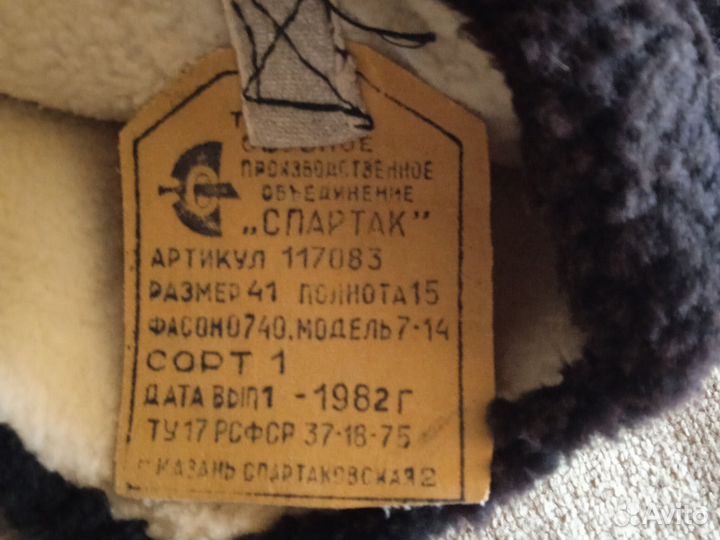 ПРОИЗВОДСТВЕННОЕ
ОБЪЕДИНЕНИЕ
„СПАРТАК"
АРТИКУЛ 117083
РАЗМЕР 41 ПОЛНОТА 15
ФАСОН 0740. МОДЕЛЬ 7-14
СОРТ 1
ДАТА ВЫП 1 - 1982 Г
ТУ 17 РСФСР 37-18-75
Г КАЗАНЬ СПАРТАКОВСКАЯ 2
Avito